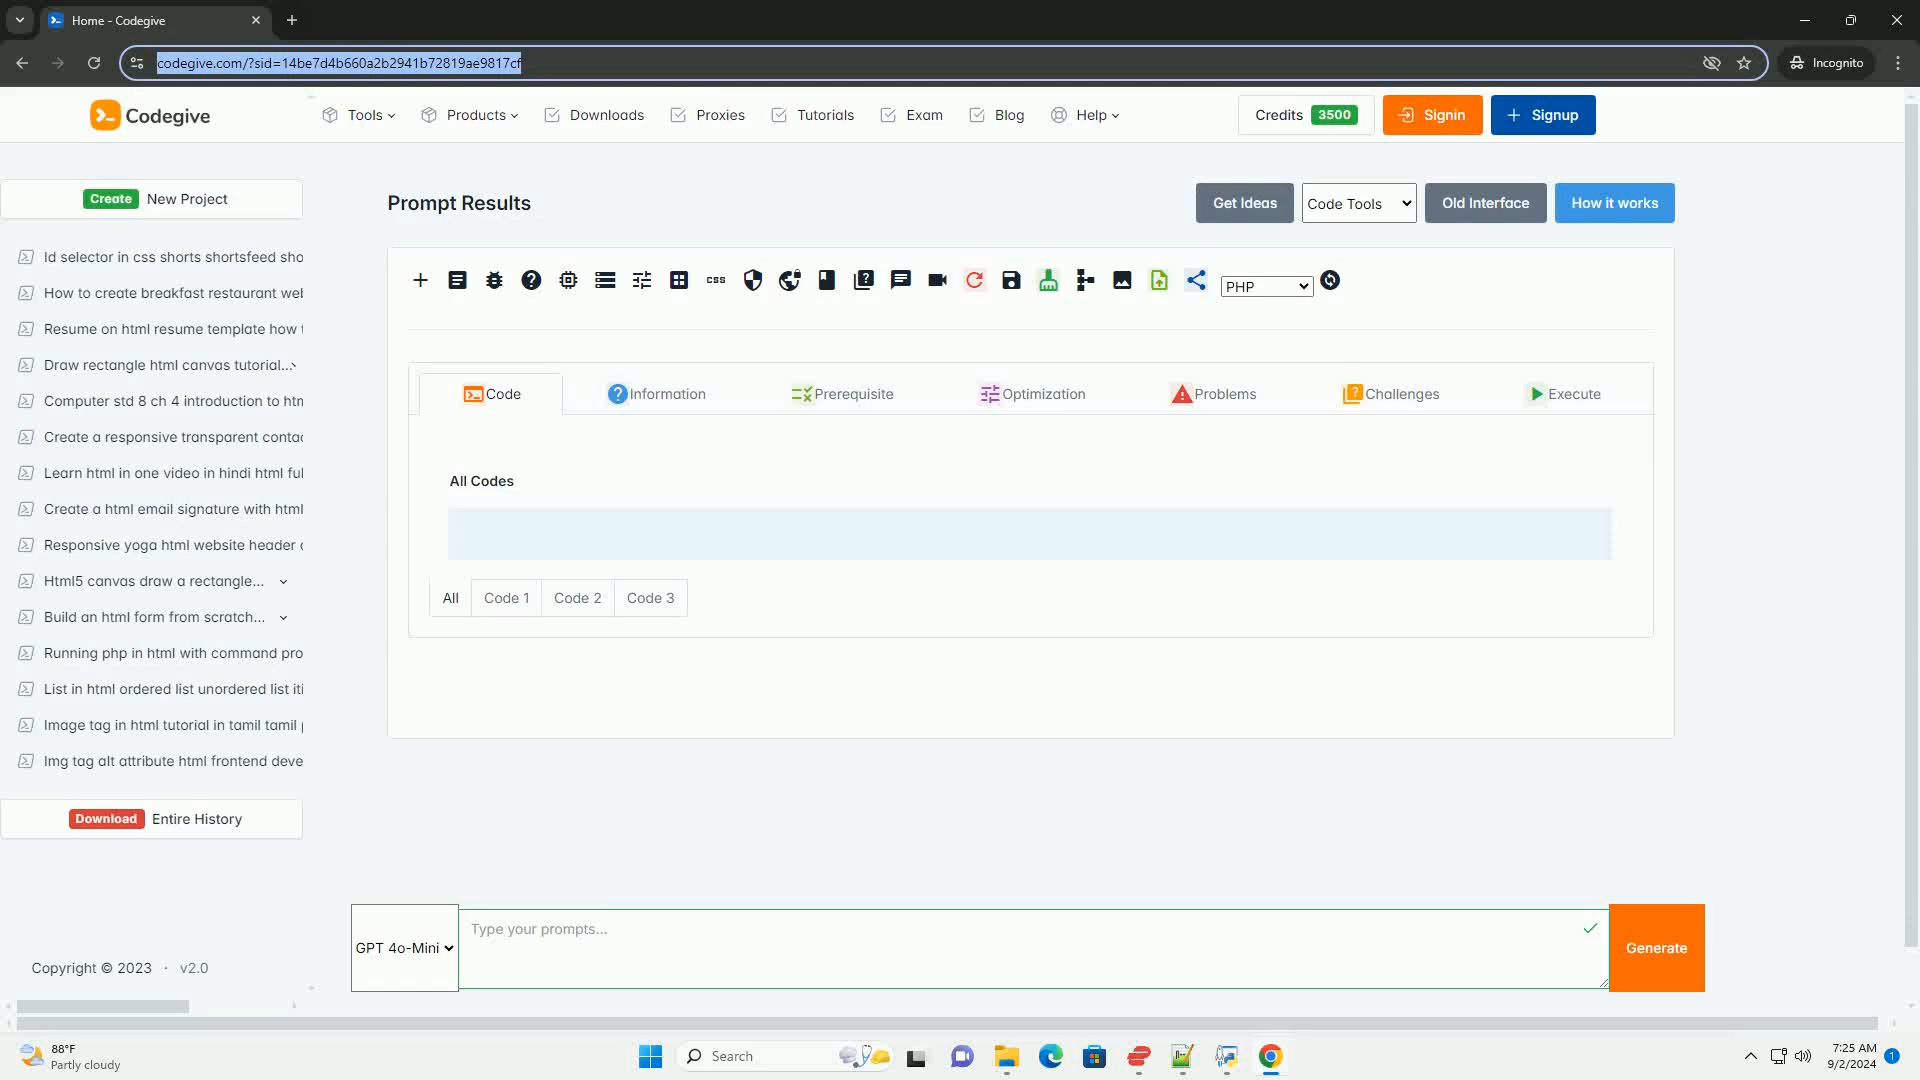 Home - Codegive
codegive.com/?sid=14be7d4b660a2b2941b72819ae9817cf
Incognito
Codegive
Tools
Products
Downloads
Proxies
Tutorials
Exam
Blog
Help
Credits 3500
Signin
Signup
Create New Project
Id selector in css shorts shortsfeed sho
How to create breakfast restaurant wel
Resume on html resume template how t
Draw rectangle html canvas tutorial...
Computer std 8 ch 4 introduction to htm
Create a responsive transparent contac
Learn html in one video in hindi html ful
Create a html email signature with html
Responsive yoga html website header c
Html5 canvas draw a rectangle...
Build an html form from scratch...
Running php in html with command pro
List in html ordered list unordered list iti
Image tag in html tutorial in tamil tamil p
Img tag alt attribute html frontend deve
Download Entire History
Copyright © 2023 · v2.0
Prompt Results
Get Ideas
Code Tools
Old Interface
How it works
css
PHP
Code
Information
Prerequisite
Optimization
Problems
Challenges
Execute
All Codes
All
Code 1
Code 2
Code 3
GPT 4o-Mini
Type your prompts...
Generate
88°F
Partly cloudy
Search
7:25 AM
9/2/2024
1